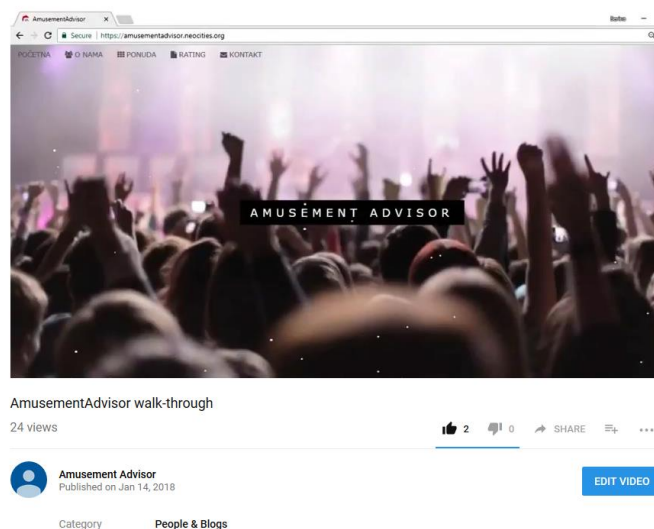 AmusementAdvisor
Secure | https://amusementadvisor.neocities.org
POČETNA O NAMA PONUDA RATING KONTAKT
AMUSEMENT ADVISOR
AmusementAdvisor walk-through
24 views
2 0 SHARE
Amusement Advisor
Published on Jan 14, 2018
EDIT VIDEO
Category People & Blogs